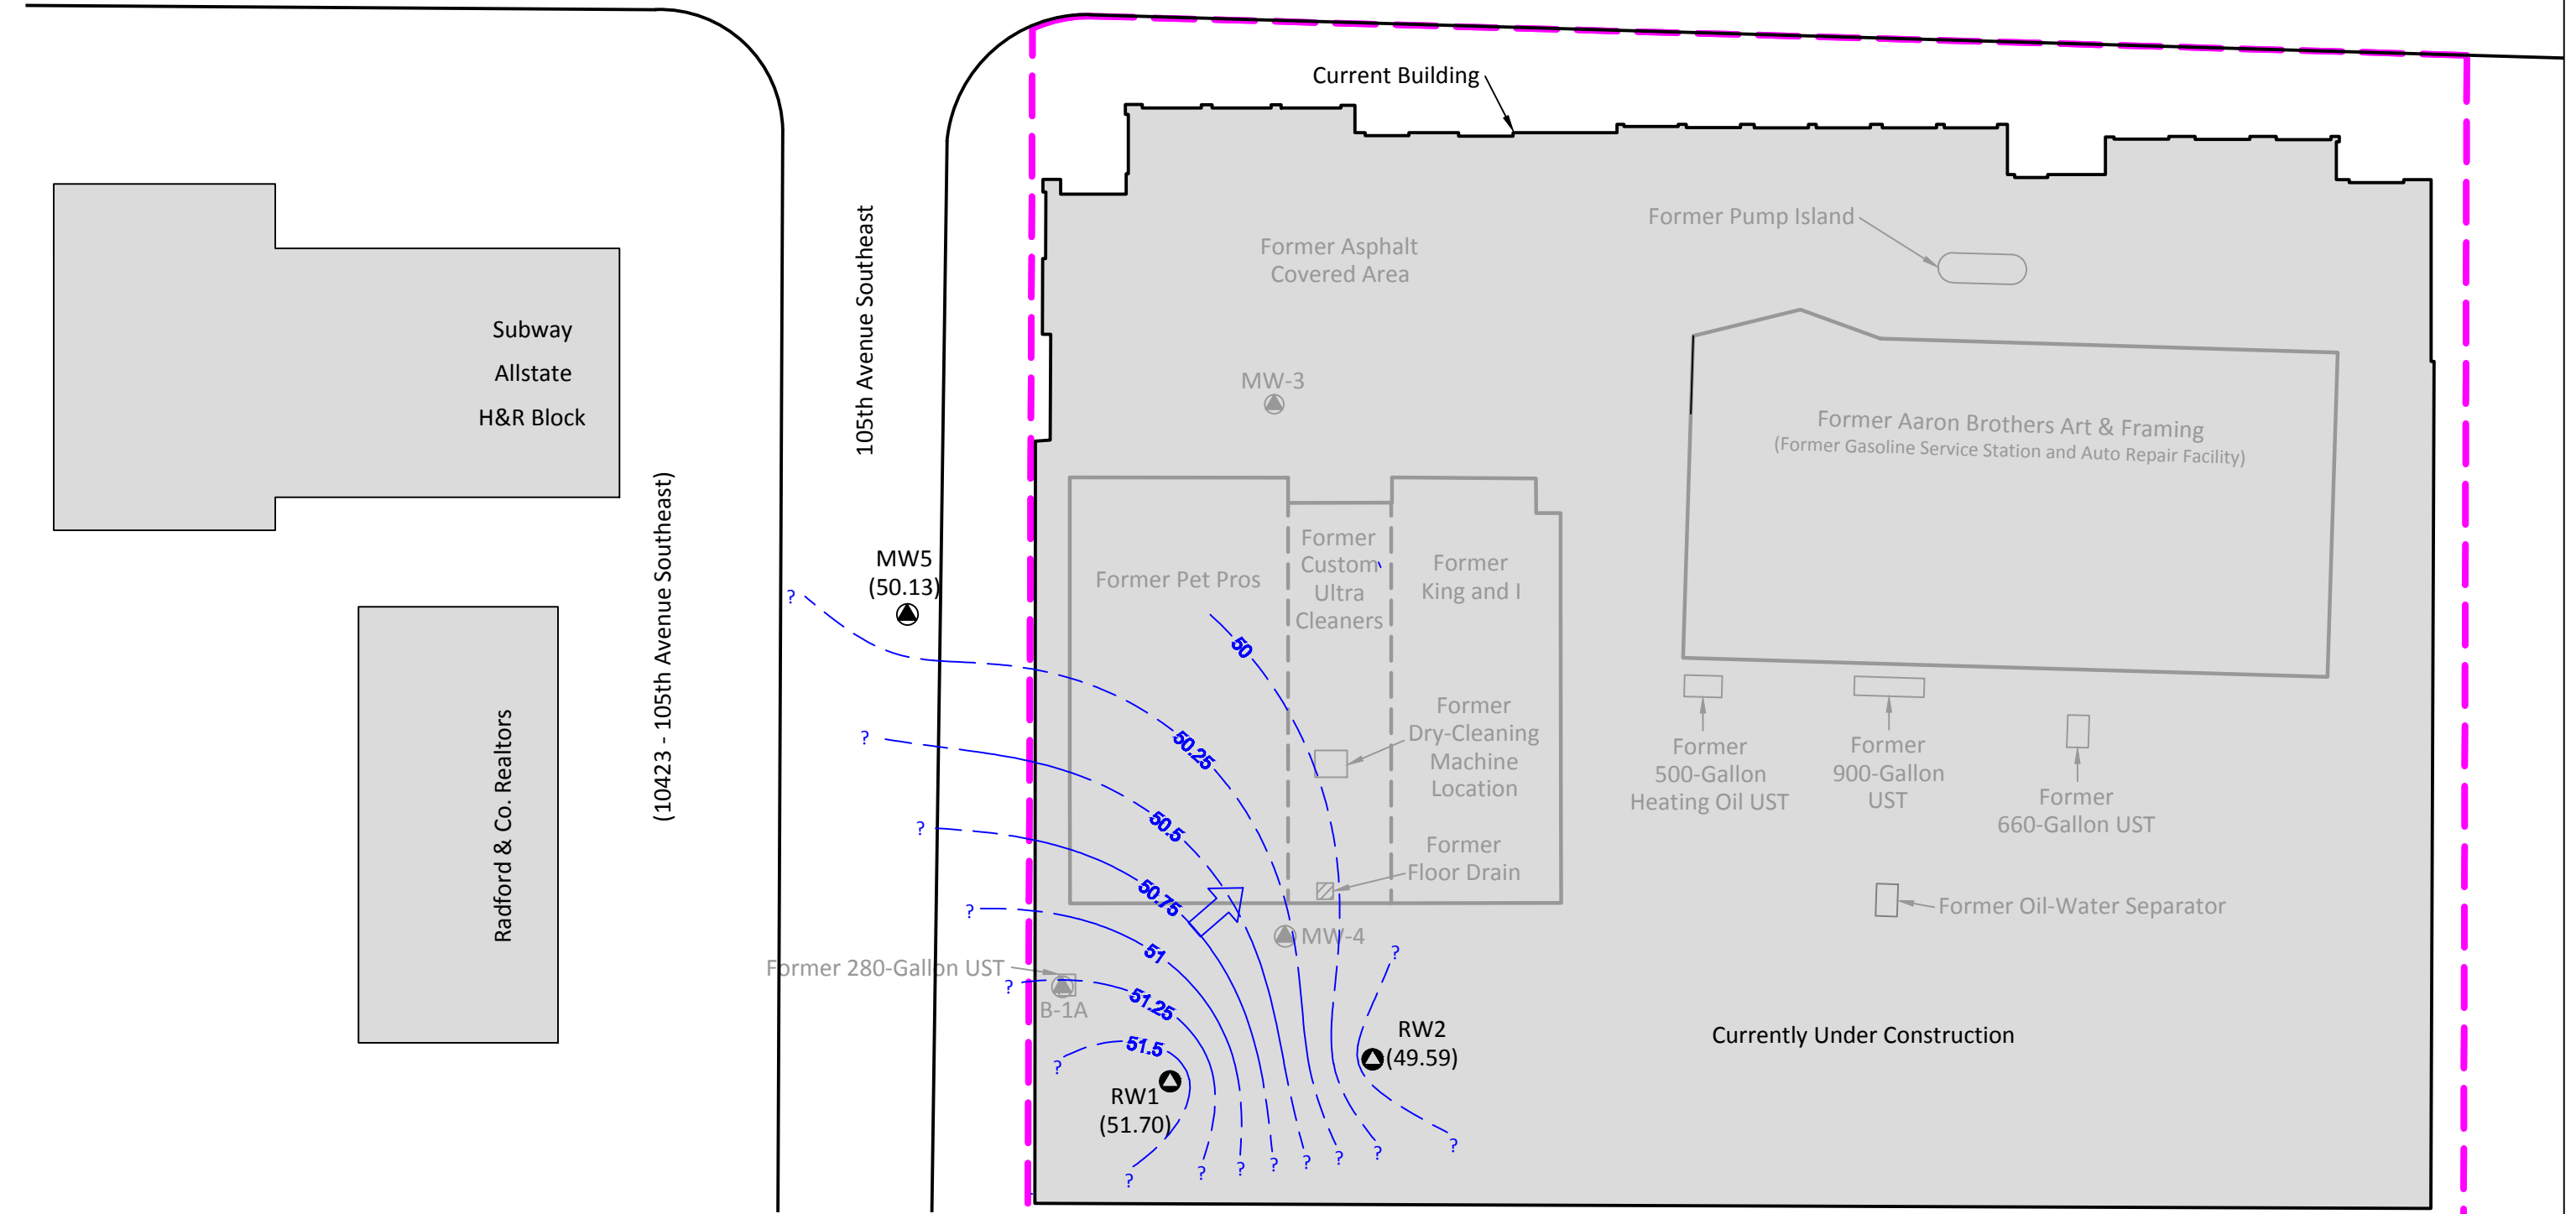 Current Building
Former Pump Island
Former Asphalt
Covered Area
105th Avenue Southeast
Subway
Allstate
H&R Block
MW-3
Former Aaron Brothers Art & Framing
(Former Gasoline Service Station and Auto Repair Facility)
(10423 - 105th Avenue Southeast)
MW5
(50.13)
?
Former Pet Pros
Former
Custom
Ultra
Cleaners
Former
King and I
50
50.25
?
Former
Dry-Cleaning
Machine
Location
Former
500-Gallon
Heating Oil UST
Former
900-Gallon
UST
Former
660-Gallon UST
Radford & Co. Realtors
?
50.5
Former
Floor Drain
50.75
?
Former Oil-Water Separator
MW-4
51
?
Former 280-Gallon UST
?
B-1A
51.25
51.5
?
RW1
(51.70)
RW2
(49.59)
Currently Under Construction
?
?
?
?
?
?
?
?